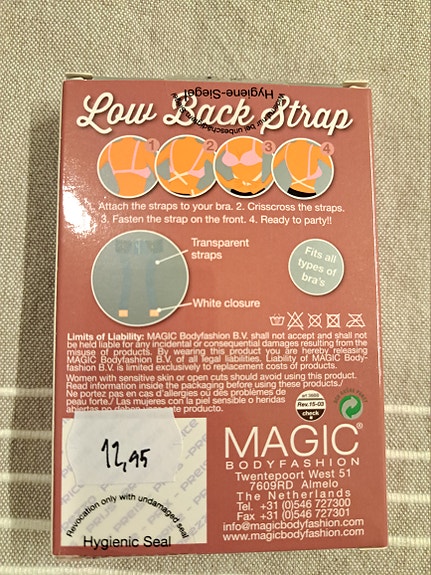 Hygiene-Siegel
Low Back Strap
1 2 3 4
Attach the straps to your bra. 2. Crisscross the straps.
3. Fasten the strap on the front. 4. Ready to party!!
Transparent
straps
Fits all
types of
bra's
White closure
Limits of Liability: MAGIC Bodyfashion B.V. shall not accept and shall not
be held liable for any incidental or consequential damages resulting from the
misuse of products. By wearing this product you are hereby releasing
MAGIC Bodyfashion B.V. of all legal liabilities. Liability of MAGIC Body-
fashion B.V. is limited exclusively to replacement costs of products.
Women with sensitive skin or open cuts should avoid using this product.
Read information inside the packaging before using these products./
Ne portez pas en cas d'allergies ou des problèmes de
peau forte./ Las mujeres con la piel sensible o heridas
abiertas no deben
este producto.
Rev.15-03
check
12,95
Revocation only with undamaged seal
Hygienic Seal
MAGIC®
BODYFASHION
Twentepoort West 51
7609RD Almelo
The Netherlands
Tel. +31 (0)546 727300
Fax +31 (0)546 727301
info@magicbodyfashion.com
www.magicbodyfashion.com